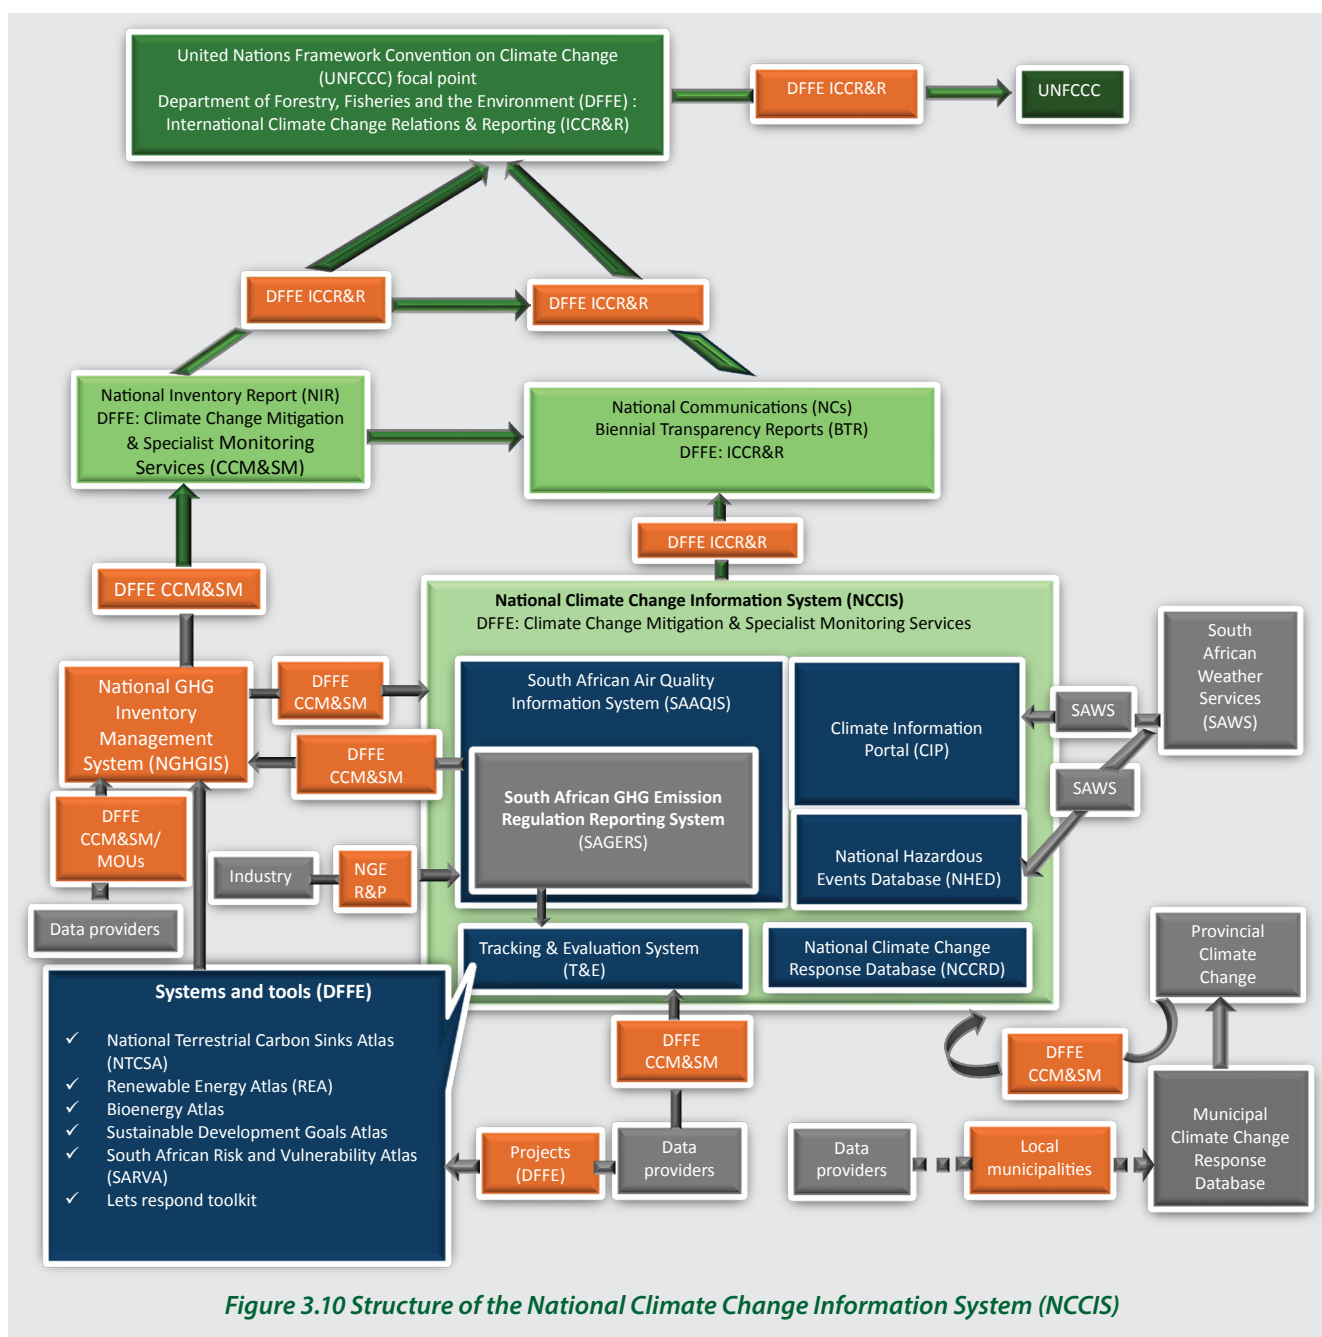 United Nations Framework Convention on Climate Change
(UNFCCC) focal point
Department of Forestry, Fisheries and the Environment (DFFE) :
International Climate Change Relations & Reporting (ICCR&R)
DFFE ICCR&R
UNFCCC
DFFE ICCR&R
DFFE ICCR&R
National Inventory Report (NIR)
DFFE: Climate Change Mitigation
& Specialist Monitoring
Services (CCM&SM)
National Communications (NCs)
Biennial Transparency Reports (BTR)
DFFE: ICCR&R
DFFE ICCR&R
DFFE CCM&SM
National Climate Change Information System (NCCIS)
DFFE: Climate Change Mitigation & Specialist Monitoring Services
South
African
Weather
Services
(SAWS)
National GHG
Inventory
Management
System (NGHGIS)
DFFE
CCM&SM
South African Air Quality
Information System (SAAQIS)
Climate Information
Portal (CIP)
SAWS
DFFE
CCM&SM
SAWS
South African GHG Emission
Regulation Reporting System
(SAGERS)
DFFE
CCM&SM/
MOUs
Industry
NGE
R&P
National Hazardous
Events Database (NHED)
Data providers
Tracking & Evaluation System
(T&E)
National Climate Change
Response Database (NCCRD)
Provincial
Climate
Change
Systems and tools (DFFE)
✓ National Terrestrial Carbon Sinks Atlas
(NTCSA)
✓ Renewable Energy Atlas (REA)
✓ Bioenergy Atlas
✓ Sustainable Development Goals Atlas
✓ South African Risk and Vulnerability Atlas
(SARVA)
✓ Lets respond toolkit
DFFE
CCM&SM
DFFE
CCM&SM
Projects
(DFFE)
Data
providers
Data
providers
Local
municipalities
Municipal
Climate Change
Response
Database
Figure 3.10 Structure of the National Climate Change Information System (NCCIS)